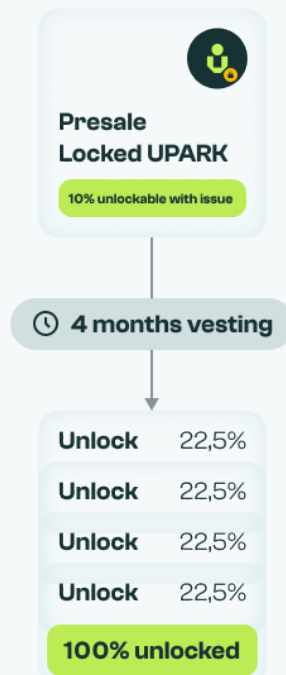 Presale
Locked UPARK
10% unlockable with issue
4 months vesting
Unlock 22,5%
Unlock 22,5%
Unlock 22,5%
Unlock 22,5%
100% unlocked